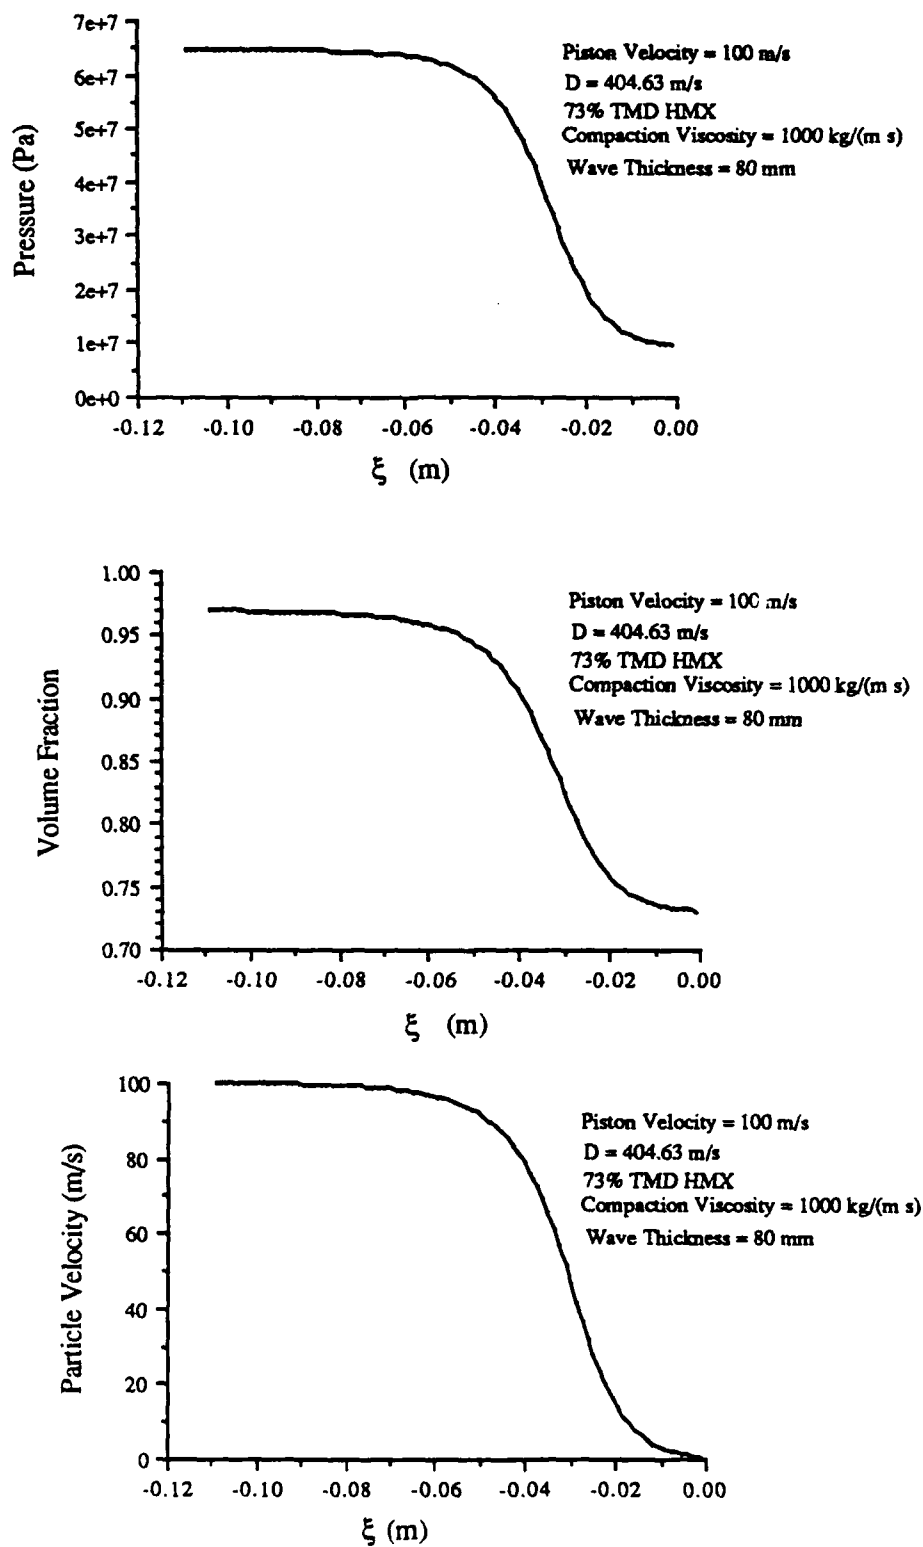 7e+7
6e+7
5e+7
4e+7
3e+7
2e+7
1e+7
0e+0
Pressure (Pa)
Piston Velocity = 100 m/s
D = 404.63 m/s
73% TMD HMX
Compaction Viscosity = 1000 kg/(m s)
Wave Thickness = 80 mm
-0.12 -0.10 -0.08 -0.06 -0.04 -0.02 0.00
ξ (m)
1.00
0.95
0.90
0.85
0.80
0.75
0.70
Volume Fraction
Piston Velocity = 100 m/s
D = 404.63 m/s
73% TMD HMX
Compaction Viscosity = 1000 kg/(m s)
Wave Thickness = 80 mm
-0.12 -0.10 -0.08 -0.06 -0.04 -0.02 0.00
ξ (m)
100
80
60
40
20
0
Particle Velocity (m/s)
Piston Velocity = 100 m/s
D = 404.63 m/s
73% TMD HMX
Compaction Viscosity = 1000 kg/(m s)
Wave Thickness = 80 mm
-0.12 -0.10 -0.08 -0.06 -0.04 -0.02 0.00
ξ (m)